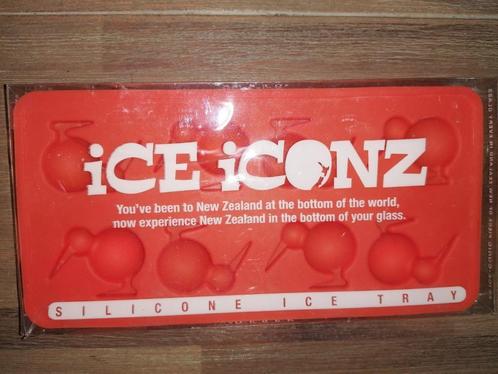 iCE iCONZ
You've been to New Zealand at the bottom of the world,
now experience New Zealand in the bottom of your glass.
SILICONE ICE TRAY